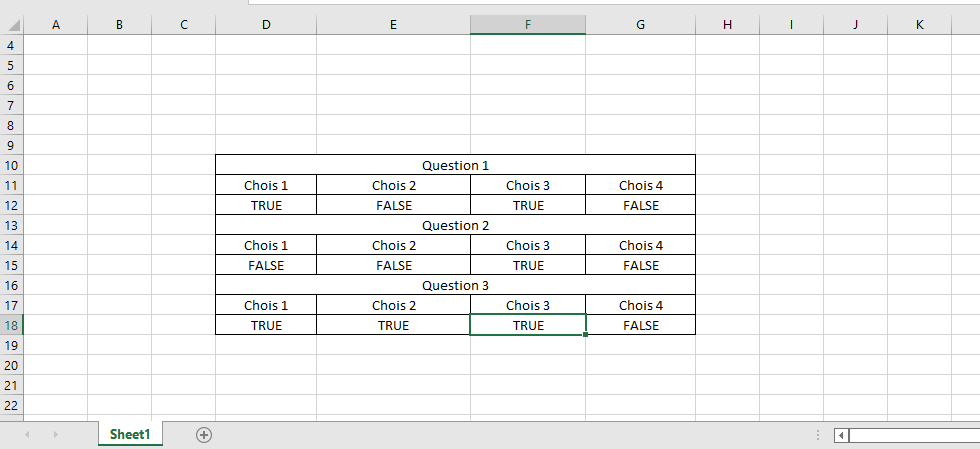 A B C D E F G H I J K
4
5
6
7
8
9
10 Question 1
11 Chois 1 Chois 2 Chois 3 Chois 4
12 TRUE FALSE TRUE FALSE
13 Question 2
14 Chois 1 Chois 2 Chois 3 Chois 4
15 FALSE FALSE TRUE FALSE
16 Question 3
17 Chois 1 Chois 2 Chois 3 Chois 4
18 TRUE TRUE TRUE FALSE
19
20
21
22
Sheet1